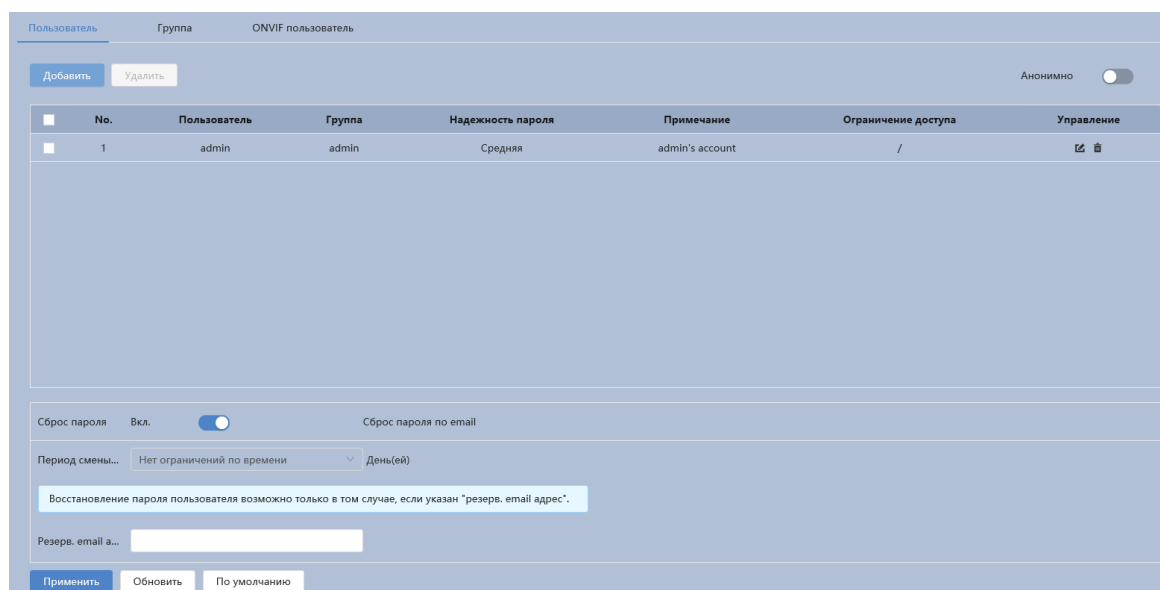 Пользователь Группа ONVIF пользователь
Добавить Удалить Анонимно
No. Пользователь Группа Надежность пароля Примечание Ограничение доступа Управление
1 admin admin Средняя admin's account /
Сброс пароля Вкл. Сброс пароля по email
Период смены... Нет ограничений по времени День(ей)
Восстановление пароля пользователя возможно только в том случае, если указан "резерв. email адрес".
Резерв. email а...
Применить Обновить По умолчанию